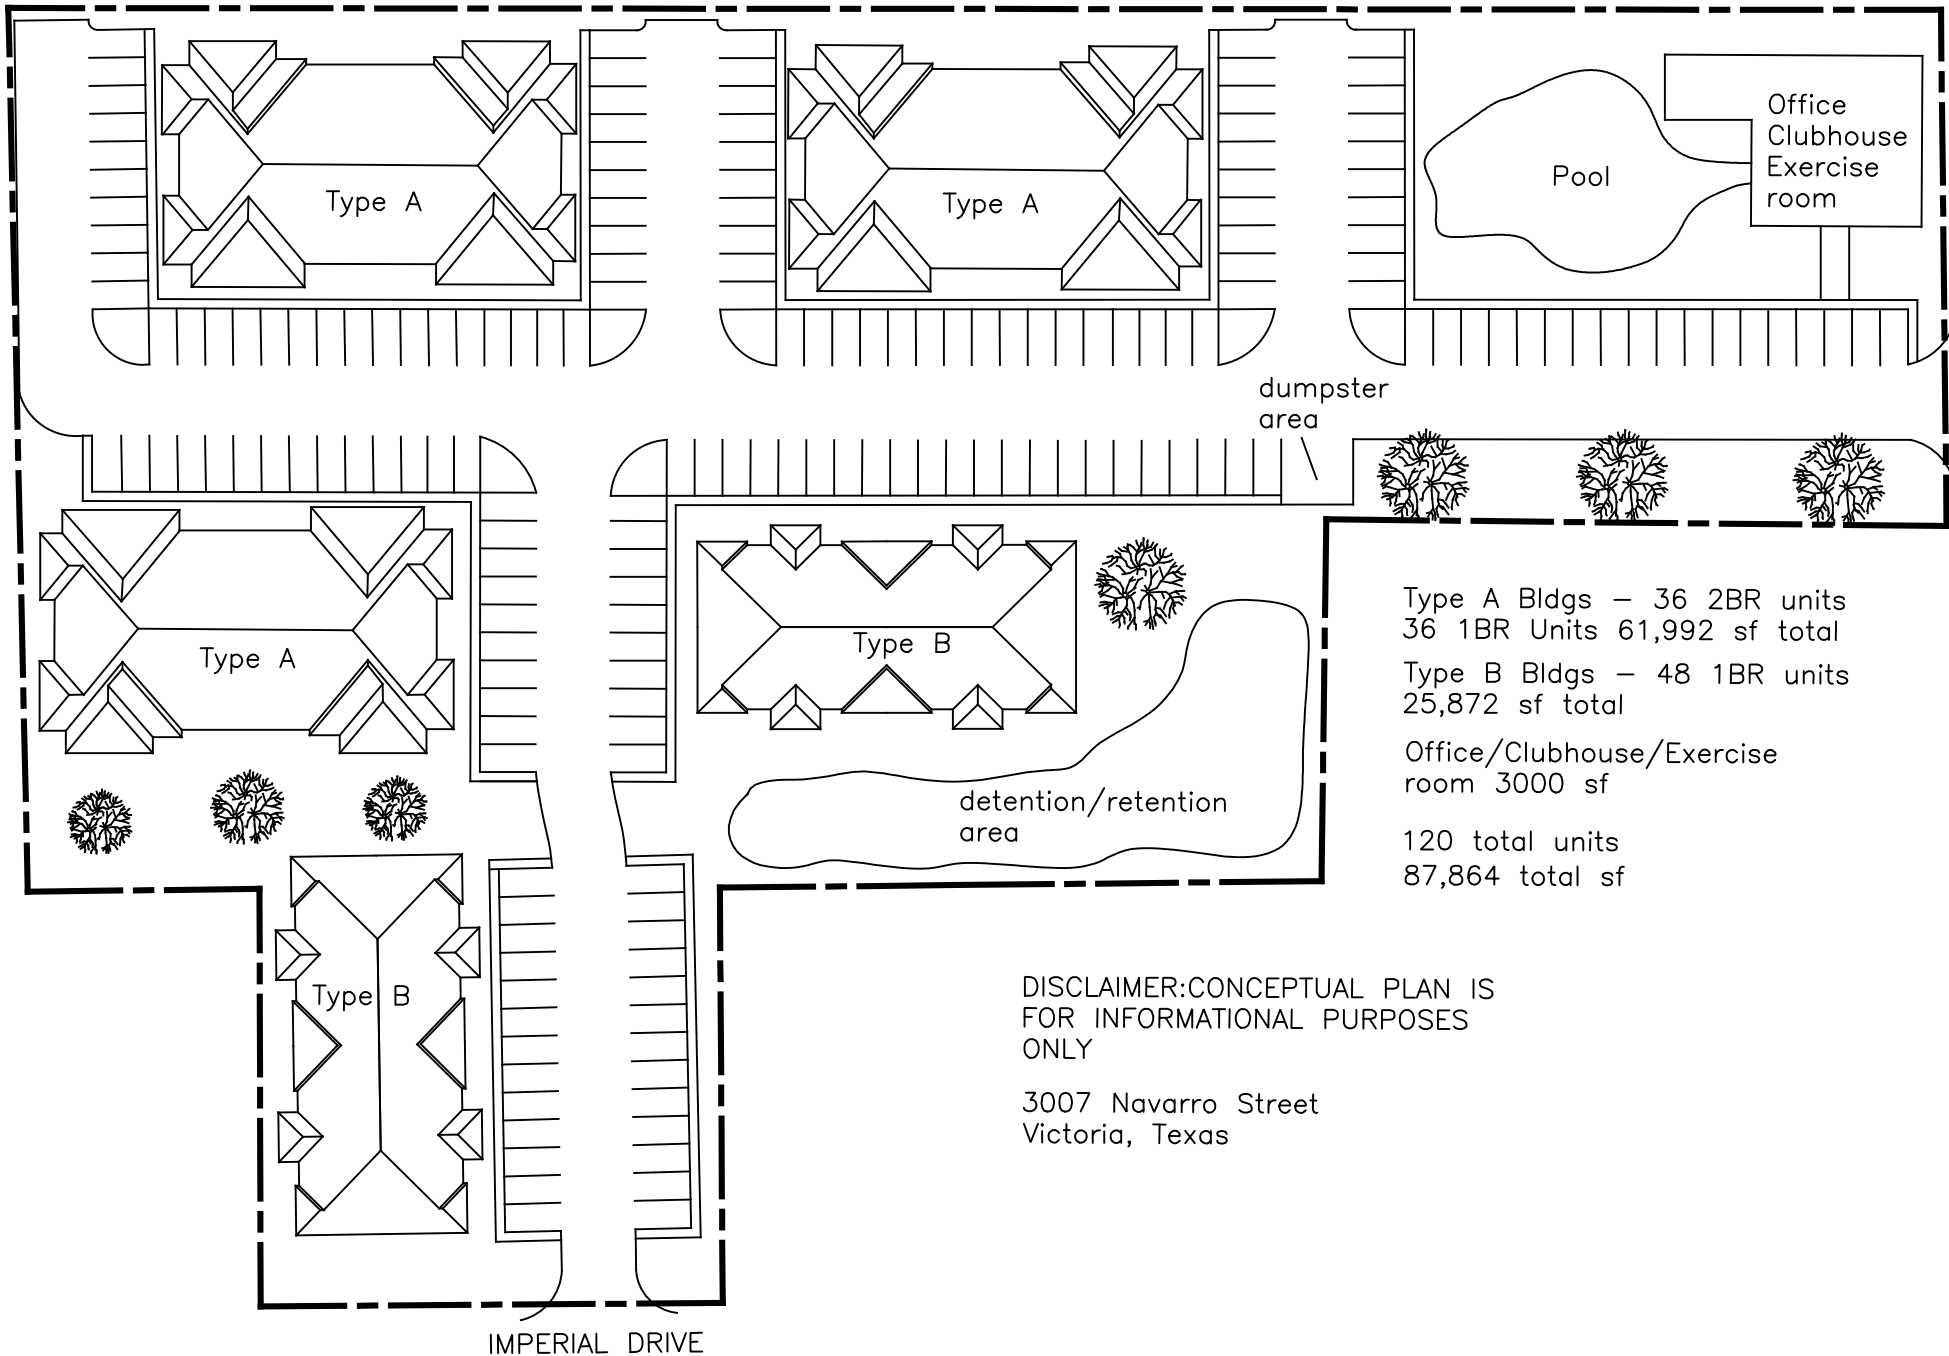 Type A
Type A
Pool
Office
Clubhouse
Exercise
room
dumpster
area
Type A
Type B
Type A Bldgs – 36 2BR units
36 1BR Units 61,992 sf total
Type B Bldgs – 48 1BR units
25,872 sf total
Office/Clubhouse/Exercise
room 3000 sf
120 total units
87,864 total sf
detention/retention
area
Type B
DISCLAIMER:CONCEPTUAL PLAN IS
FOR INFORMATIONAL PURPOSES
ONLY
3007 Navarro Street
Victoria, Texas
IMPERIAL DRIVE